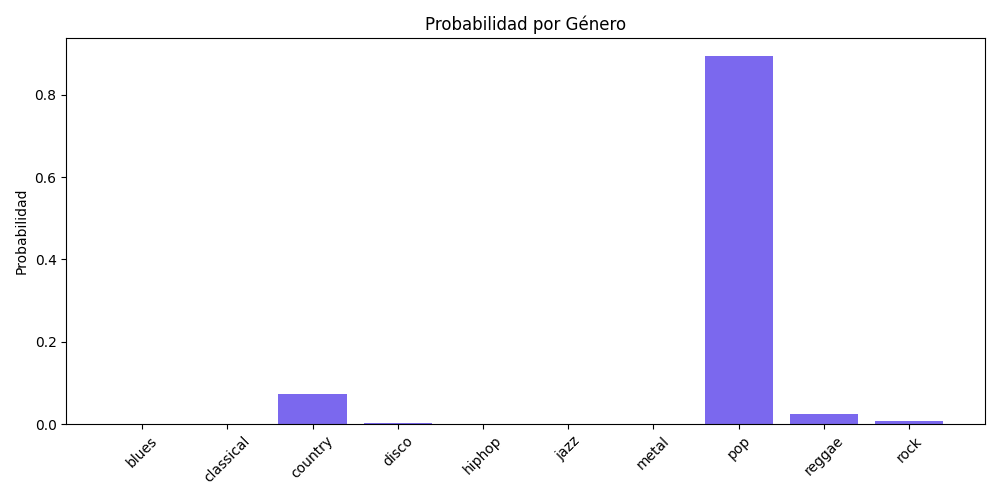 Probabilidad por Género
Probabilidad
0.8
0.6
0.4
0.2
0.0
blues
classical
country
disco
hiphop
jazz
metal
pop
reggae
rock